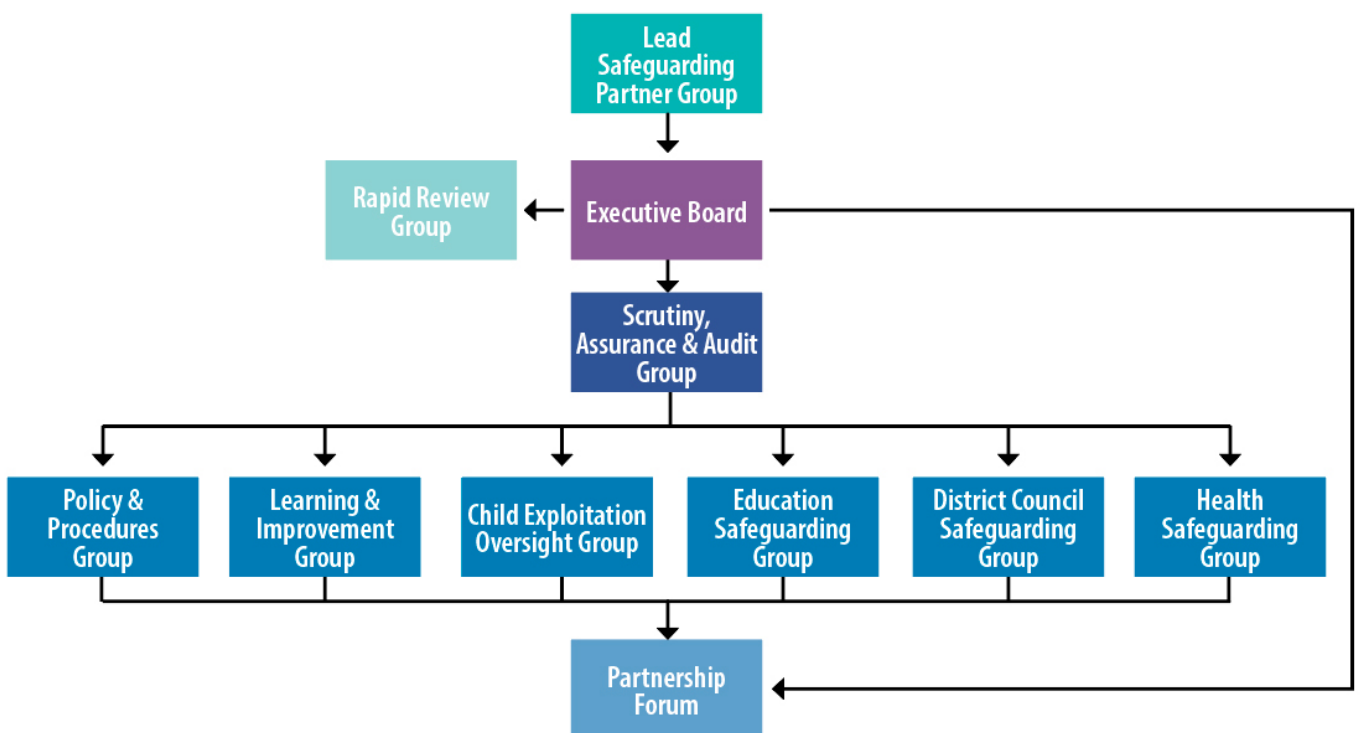 Lead
Safeguarding
Partner Group
Rapid Review
Group
Executive Board
Scrutiny,
Assurance & Audit
Group
Policy &
Procedures
Group
Learning &
Improvement
Group
Child Exploitation
Oversight Group
Education
Safeguarding
Group
District Council
Safeguarding
Group
Health
Safeguarding
Group
Partnership
Forum